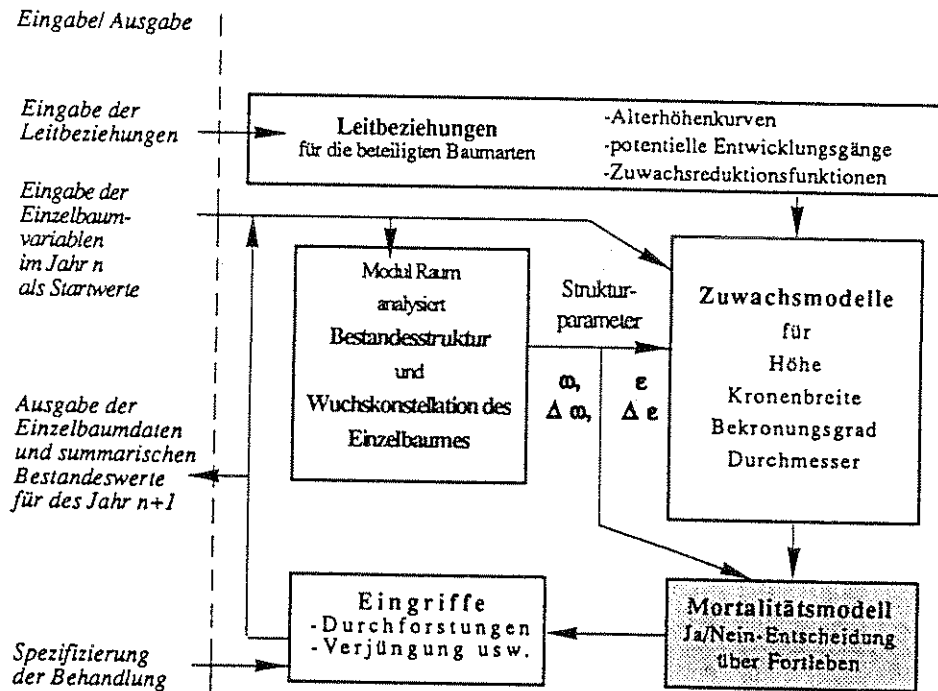 Eingabe/ Ausgabe
Eingabe der
Leitbeziehungen
Leitbeziehungen
für die beteiligten Baumarten
-Alterhöhenkurven
-potentielle Entwicklungsgänge
-Zuwachsreduktionsfunktionen
Eingabe der
Einzelbaum-
variablen
im Jahr n
als Startwerte
Modul Raum
analysiert
Bestandesstruktur
und
Wuchskonstellation des
Einzelbaumes
Struktur-
parameter
ω, ε
Δ ω, Δ ε
Zuwachsmodelle
für
Höhe
Kronenbreite
Bekronungsgrad
Durchmesser
Ausgabe der
Einzelbaumdaten
und summarischen
Bestandeswerte
für des Jahr n+1
Eingriffe
-Durchforstungen
-Verjüngung usw.
Mortalitätsmodell
Ja/Nein-Entscheidung
über Fortleben
Spezifizierung
der Behandlung